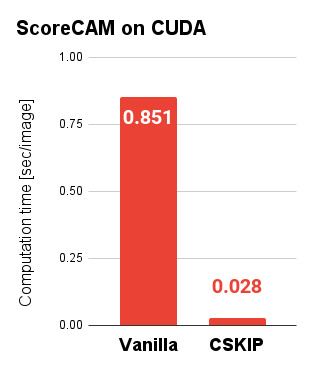 ScoreCAM on CUDA
Computation time [sec/image]
1.00
0.75
0.50
0.25
0.00
0.851
0.028
Vanilla
CSKIP